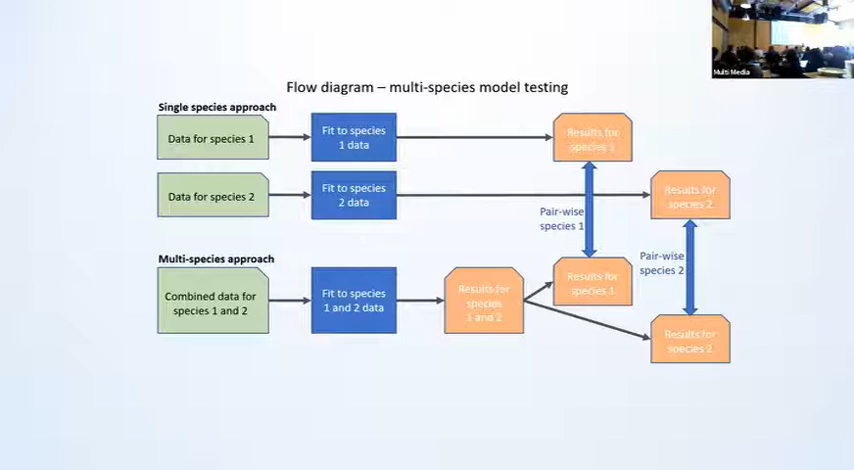 Multi Media
Flow diagram – multi-species model testing
Single species approach
Data for species 1
Fit to species
1 data
Results for
species 1
Data for species 2
Fit to species
2 data
Results for
species 2
Pair-wise
species 1
Multi-species approach
Combined data for
species 1 and 2
Fit to species
1 and 2 data
Results for
species
1 and 2
Results for
species 1
Pair-wise
species 2
Results for
species 2